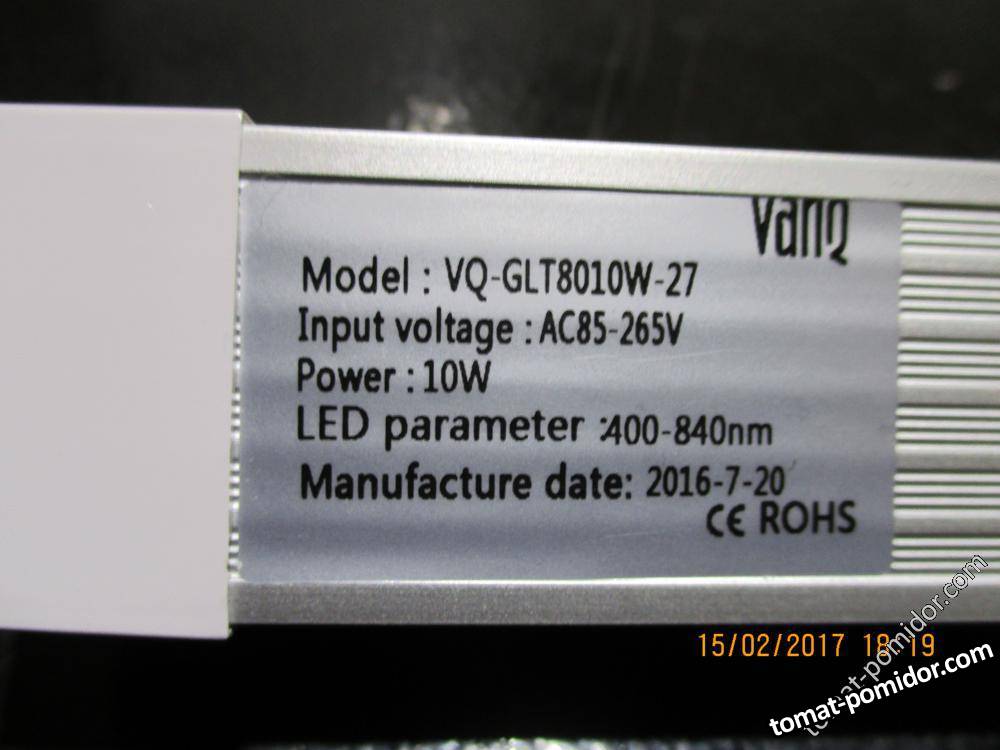 VanQ
Model : VQ-GLT8010W-27
Input voltage : AC85-265V
Power : 10W
LED parameter :400-840nm
Manufacture date: 2016-7-20
CE ROHS
15/02/2017 18:19
tomat-pomidor.com
tomat-pomidor.com